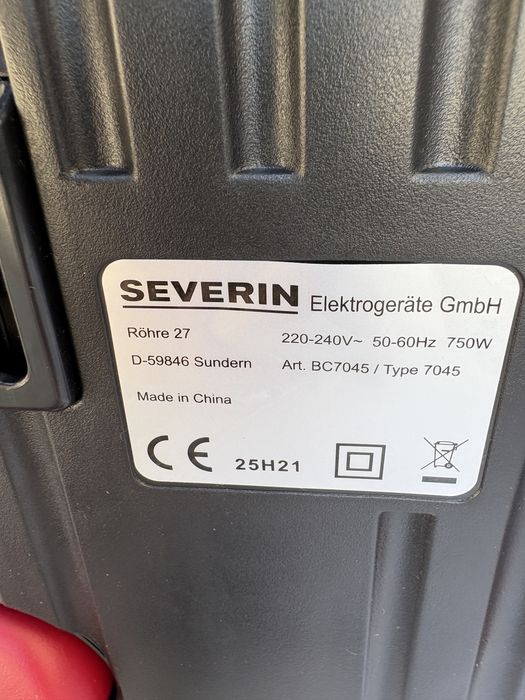 SEVERIN Elektrogeräte GmbH
Röhre 27 220-240V~ 50-60Hz 750W
D-59846 Sundern Art. BC7045 / Type 7045
Made in China
CE 25H21